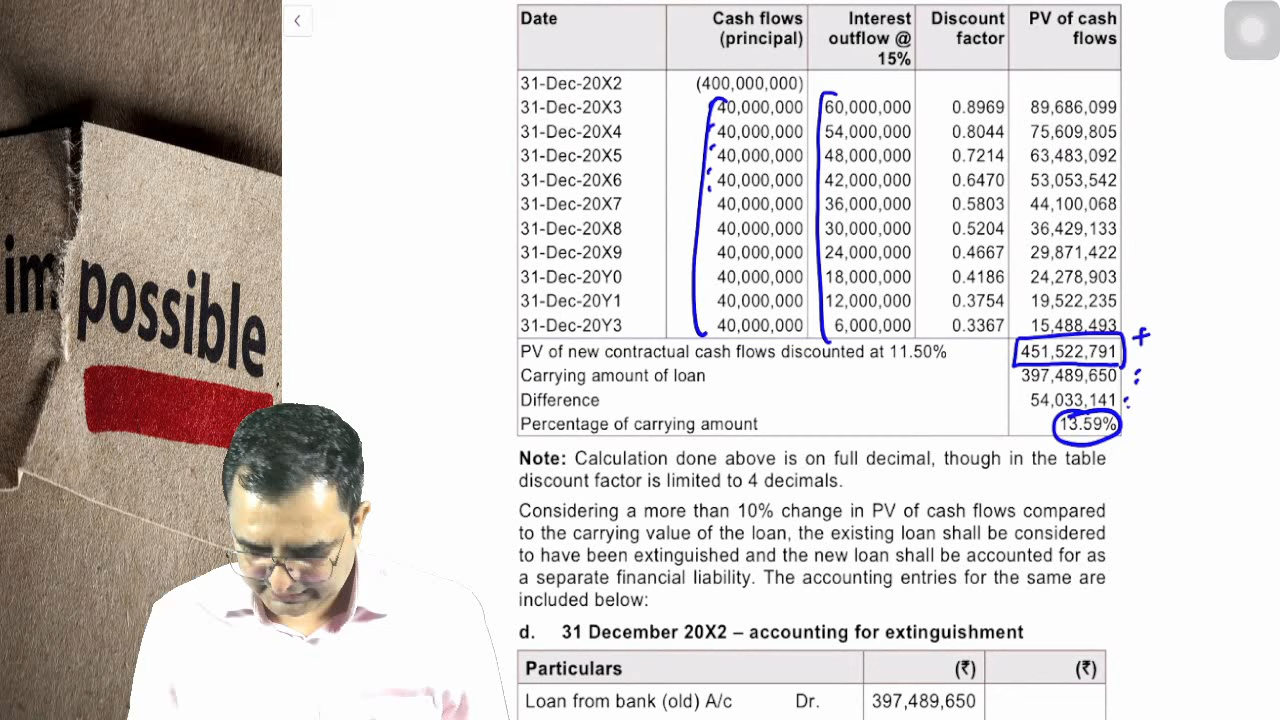 im possible
Date Cash flows Interest Discount PV of cash
(principal) outflow @ factor flows
15%
31-Dec-20X2 (400,000,000)
31-Dec-20X3 40,000,000 60,000,000 0.8969 89,686,099
31-Dec-20X4 40,000,000 54,000,000 0.8044 75,609,805
31-Dec-20X5 40,000,000 48,000,000 0.7214 63,483,092
31-Dec-20X6 40,000,000 42,000,000 0.6470 53,053,542
31-Dec-20X7 40,000,000 36,000,000 0.5803 44,100,068
31-Dec-20X8 40,000,000 30,000,000 0.5204 36,429,133
31-Dec-20X9 40,000,000 24,000,000 0.4667 29,871,422
31-Dec-20Y0 40,000,000 18,000,000 0.4186 24,278,903
31-Dec-20Y1 40,000,000 12,000,000 0.3754 19,522,235
31-Dec-20Y3 40,000,000 6,000,000 0.3367 15,488,493
PV of new contractual cash flows discounted at 11.50% 451,522,791 +
Carrying amount of loan 397,489,650
Difference 54,033,141
Percentage of carrying amount 13.59%
Note: Calculation done above is on full decimal, though in the table
discount factor is limited to 4 decimals.
Considering a more than 10% change in PV of cash flows compared
to the carrying value of the loan, the existing loan shall be considered
to have been extinguished and the new loan shall be accounted for as
a separate financial liability. The accounting entries for the same are
included below:
d. 31 December 20X2 – accounting for extinguishment
Particulars (₹) (₹)
Loan from bank (old) A/c Dr. 397,489,650